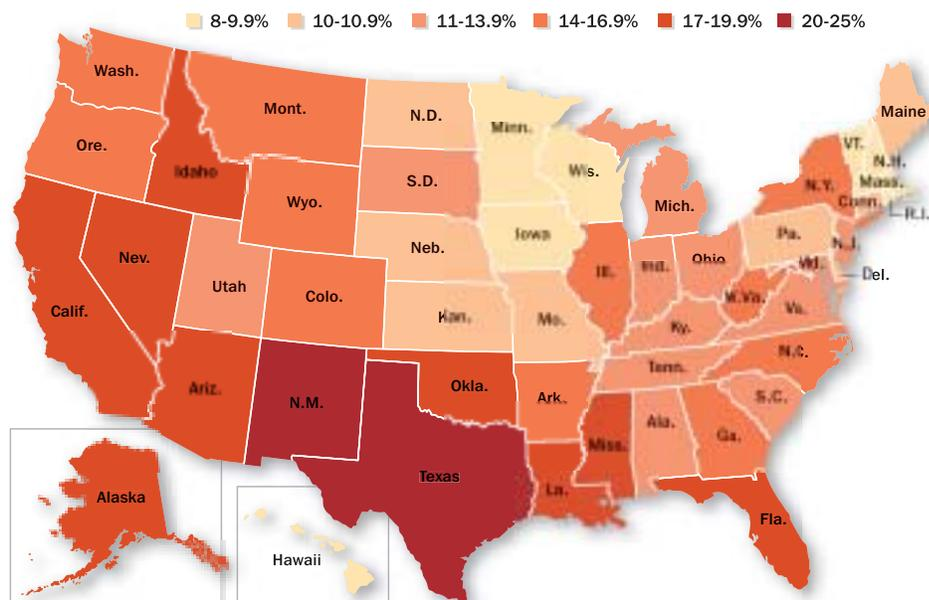 8-9.9% 10-10.9% 11-13.9% 14-16.9% 17-19.9% 20-25%
Wash.
Mont.
N.D.
Minn.
Maine
Ore.
Idaho
S.D.
Wis.
Mich.
VT.
N.H.
N.Y.
Mass.
Conn.
R.I.
Wyo.
Nev.
Neb.
Iowa
Pa.
N.J.
Utah
Colo.
Ill.
Ind.
Ohio
Md.
Del.
Calif.
Kan.
Mo.
W.Va.
Va.
Ky.
N.C.
Tenn.
Ariz.
N.M.
Okla.
Ark.
S.C.
Miss.
Ala.
Ga.
Texas
La.
Alaska
Fla.
Hawaii